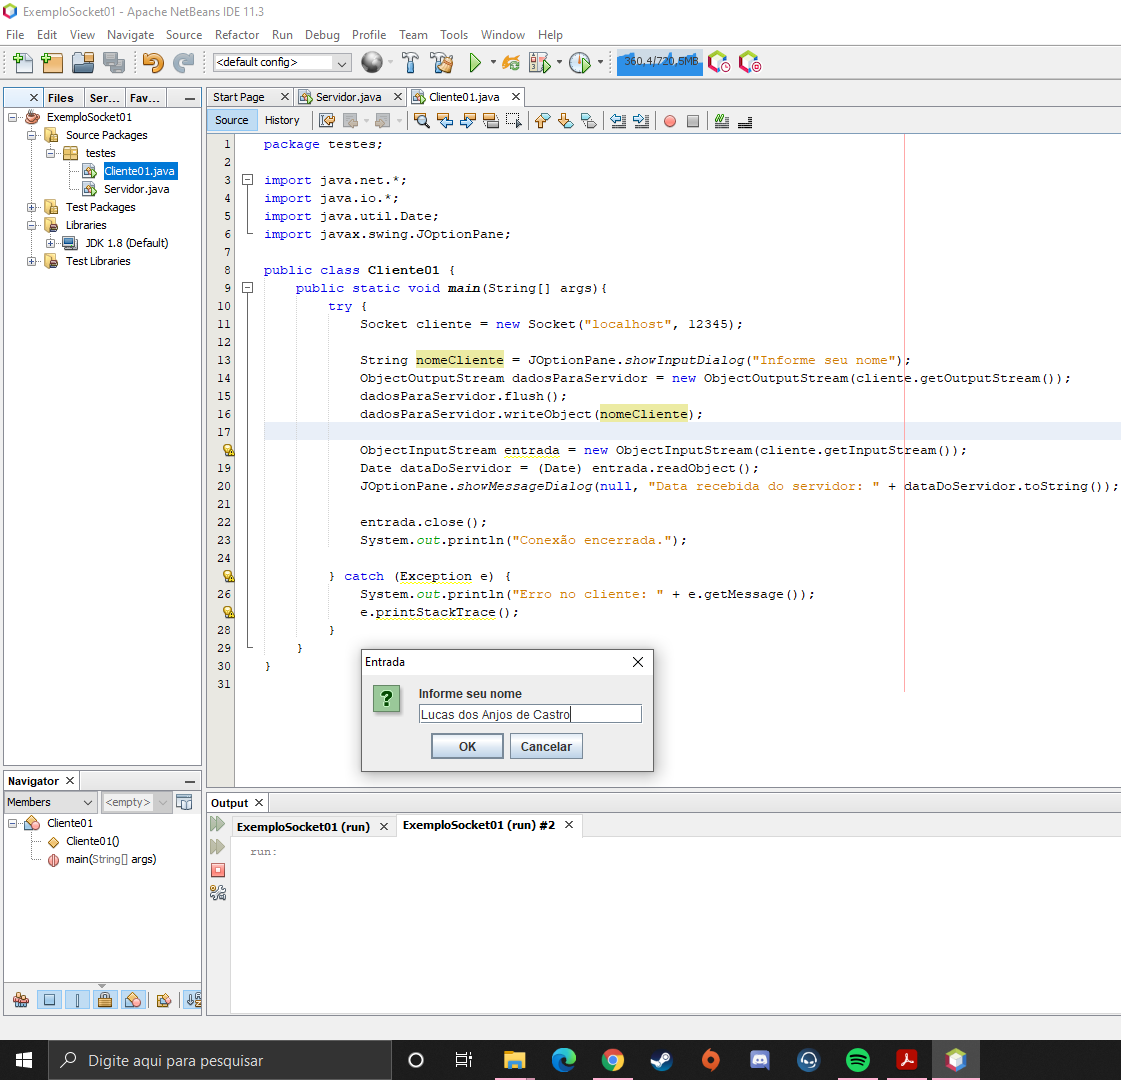 ExemploSocket01 - Apache NetBeans IDE 11.3
File Edit View Navigate Source Refactor Run Debug Profile Team Tools Window Help
<default config>
360,4/720,5MB
Files Ser... Fav...
Start Page Servidor.java Cliente01.java
Source History
ExemploSocket01
Source Packages
testes
Cliente01.java
Servidor.java
Test Packages
Libraries
JDK 1.8 (Default)
Test Libraries
1 package testes;
2
3 import java.net.*;
4 import java.io.*;
5 import java.util.Date;
6 import javax.swing.JOptionPane;
7
8 public class Cliente01 {
9 public static void main(String[] args){
10 try {
11 Socket cliente = new Socket("localhost", 12345);
12
13 String nomeCliente = JOptionPane.showInputDialog("Informe seu nome");
14 ObjectOutputStream dadosParaServidor = new ObjectOutputStream(cliente.getOutputStream());
15 dadosParaServidor.flush();
16 dadosParaServidor.writeObject(nomeCliente);
17
ObjectInputStream entrada = new ObjectInputStream(cliente.getInputStream());
19 Date dataDoServidor = (Date) entrada.readObject();
20 JOptionPane.showMessageDialog(null, "Data recebida do servidor: " + dataDoServidor.toString());
21
22 entrada.close();
23 System.out.println("Conexão encerrada.");
24
} catch (Exception e) {
26 System.out.println("Erro no cliente: " + e.getMessage());
e.printStackTrace();
28 }
29 }
30 }
31
Entrada
Informe seu nome
Lucas dos Anjos de Castro
OK Cancelar
Navigator
Members <empty>
Cliente01
Cliente01()
main(String[] args)
Output
ExemploSocket01 (run) ExemploSocket01 (run) #2
run:
Digite aqui para pesquisar